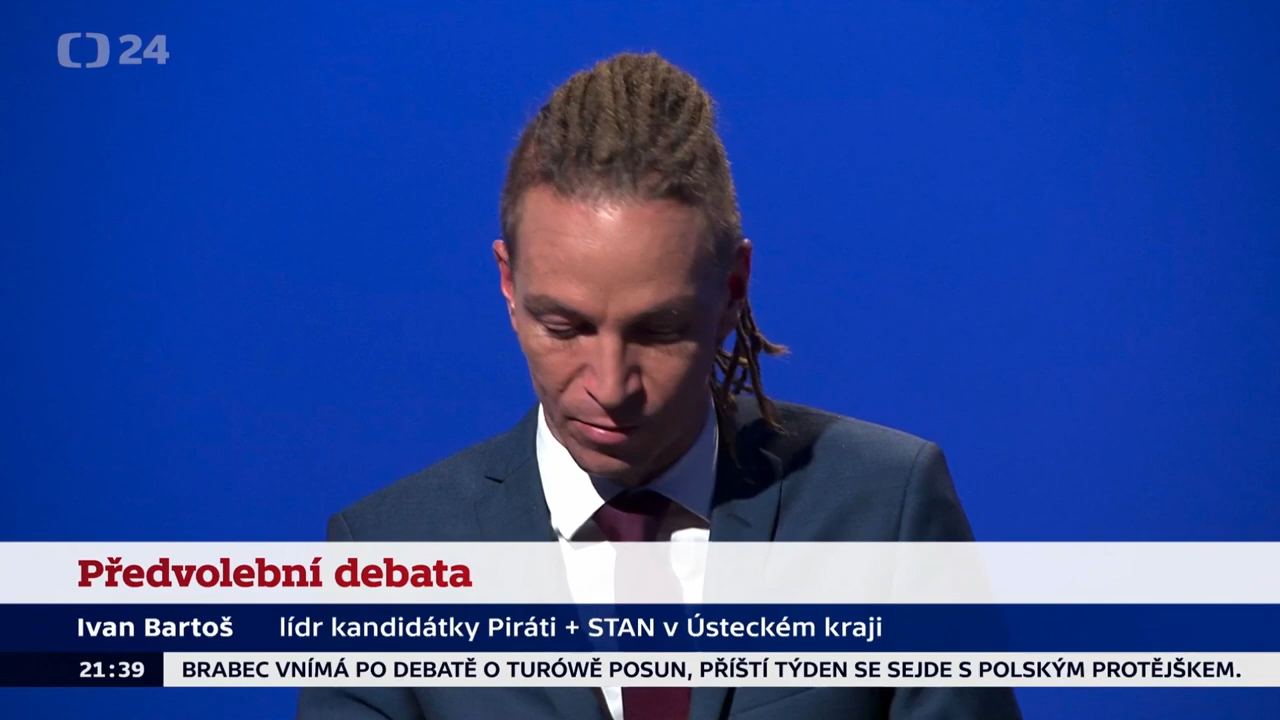 24
Předvolební debata
Ivan Bartoš lídr kandidátky Piráti + STAN v Ústeckém kraji
21:39 BRABEC VNÍMÁ PO DEBATĚ O TURÓWĚ POSUN, PŘÍŠTÍ TÝDEN SE SEJDE S POLSKÝM PROTĚJŠKEM.